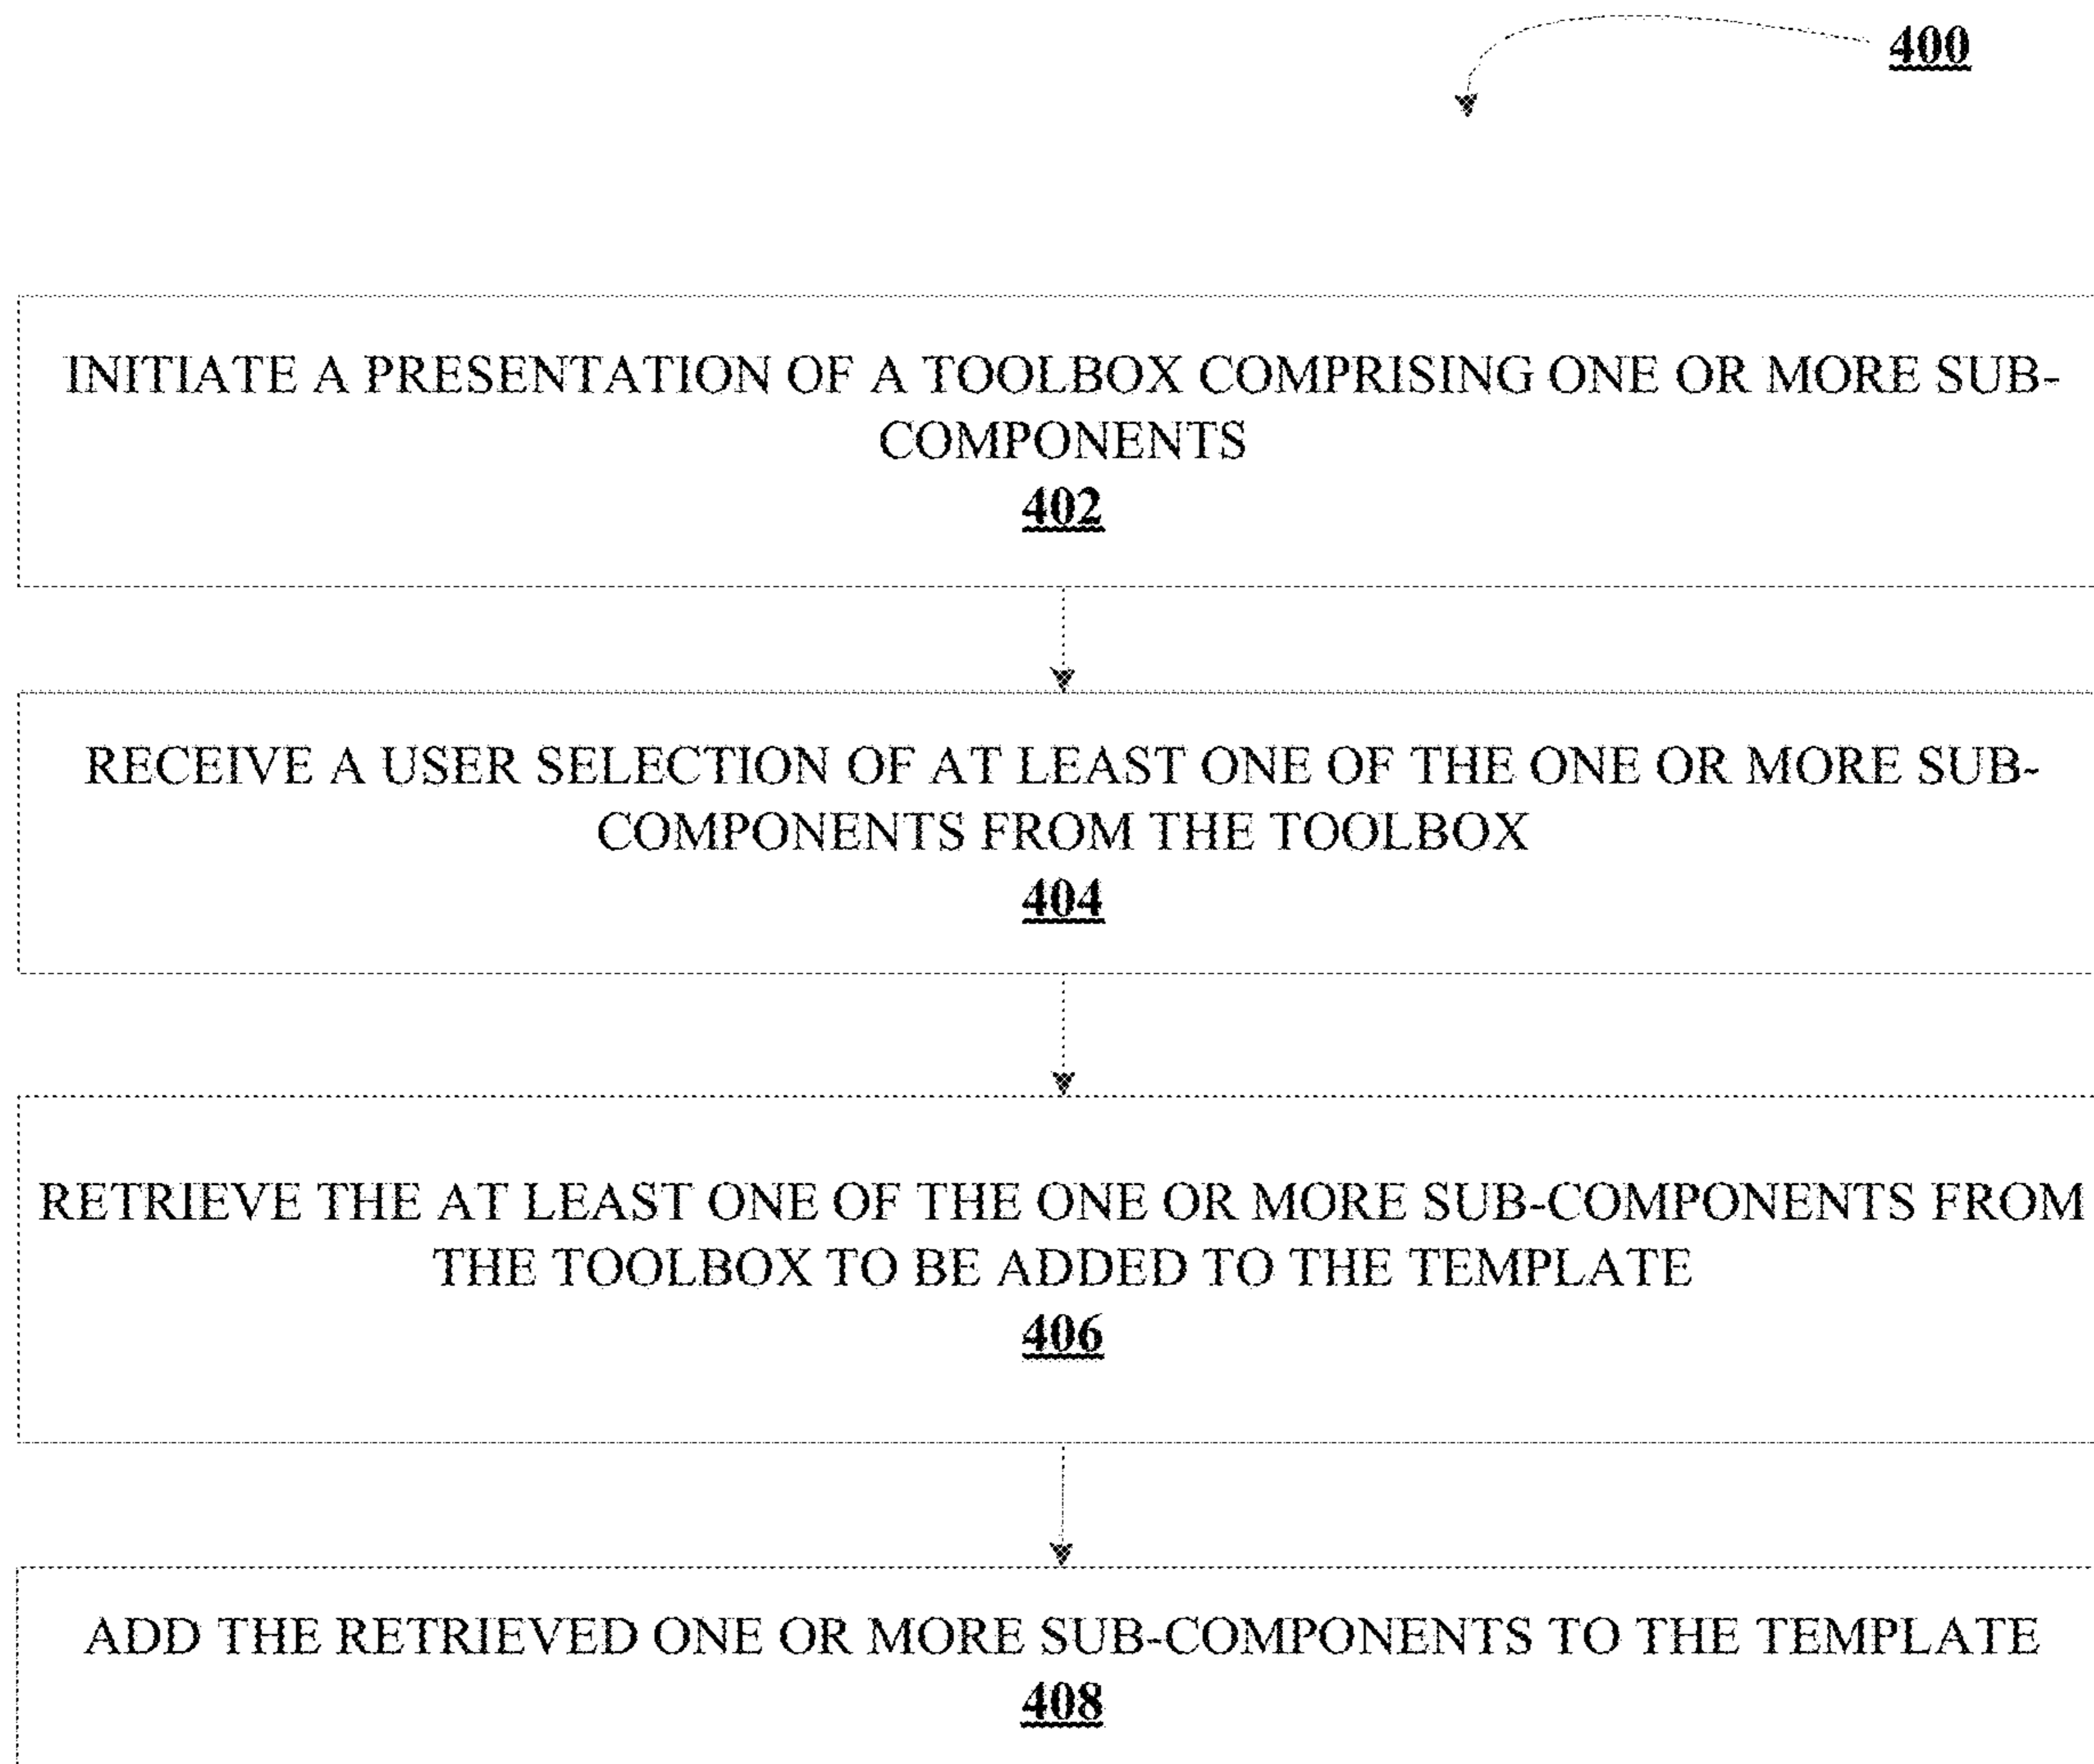 400
INITIATE A PRESENTATION OF A TOOLBOX COMPRISING ONE OR MORE SUB-
COMPONENTS
402
RECEIVE A USER SELECTION OF AT LEAST ONE OF THE ONE OR MORE SUB-
COMPONENTS FROM THE TOOLBOX
404
RETRIEVE THE AT LEAST ONE OF THE ONE OR MORE SUB-COMPONENTS FROM
THE TOOLBOX TO BE ADDED TO THE TEMPLATE
406
ADD THE RETRIEVED ONE OR MORE SUB-COMPONENTS TO THE TEMPLATE
408